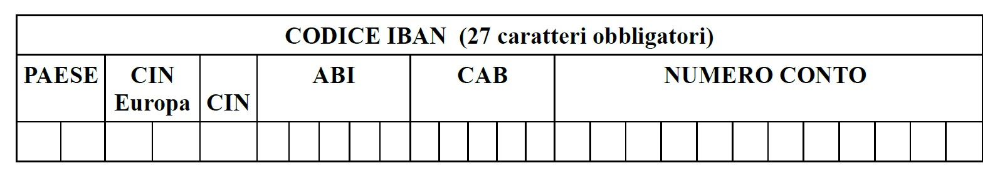 CODICE IBAN (27 caratteri obbligatori)
PAESE
CIN
Europa
CIN
ABI
CAB
NUMERO CONTO